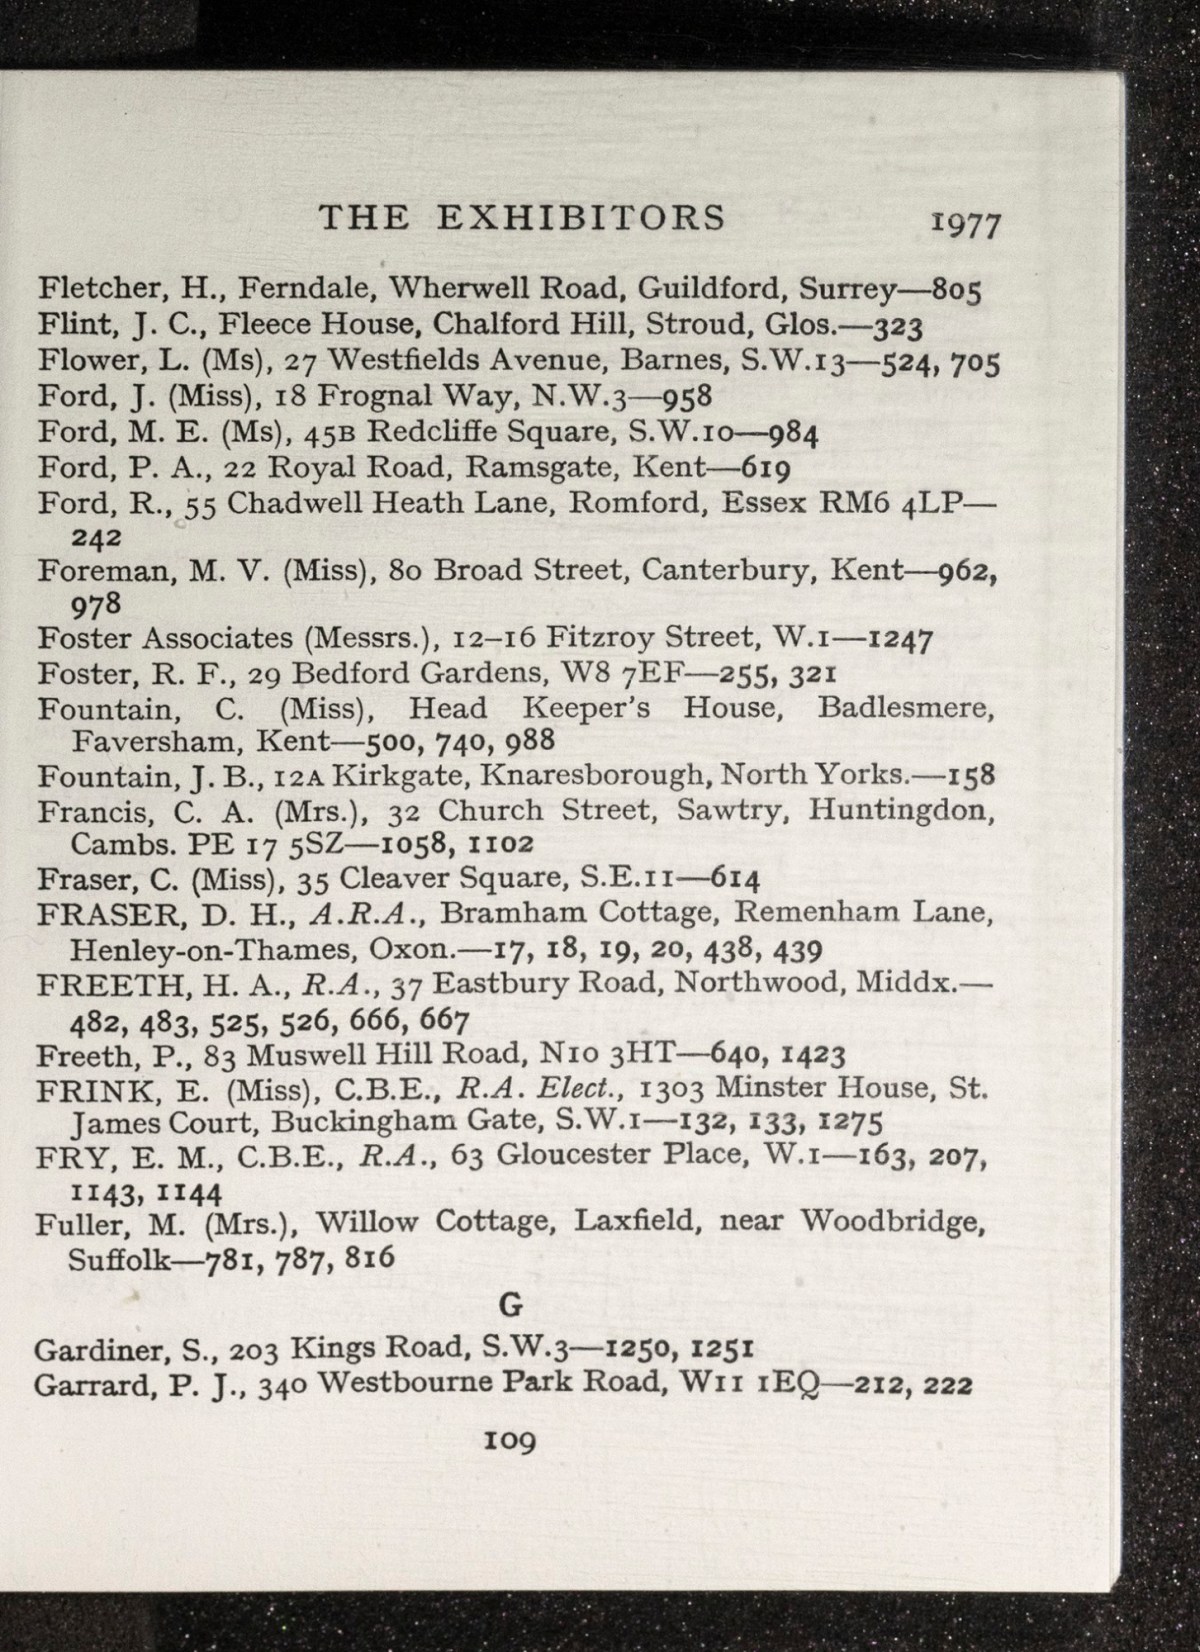 THE EXHIBITORS 1977
Fletcher, H., Ferndale, Wherwell Road, Guildford, Surrey—805
Flint, J. C., Fleece House, Chalford Hill, Stroud, Glos.—323
Flower, L. (Ms), 27 Westfields Avenue, Barnes, S.W.13—524, 705
Ford, J. (Miss), 18 Frognal Way, N.W.3—958
Ford, M. E. (Ms), 45B Redcliffe Square, S.W.10—984
Ford, P. A., 22 Royal Road, Ramsgate, Kent—619
Ford, R., 55 Chadwell Heath Lane, Romford, Essex RM6 4LP—
242
Foreman, M. V. (Miss), 80 Broad Street, Canterbury, Kent—962,
978
Foster Associates (Messrs.), 12–16 Fitzroy Street, W.1—1247
Foster, R. F., 29 Bedford Gardens, W8 7EF—255, 321
Fountain, C. (Miss), Head Keeper's House, Badlesmere,
Faversham, Kent—500, 740, 988
Fountain, J. B., 12A Kirkgate, Knaresborough, North Yorks.—158
Francis, C. A. (Mrs.), 32 Church Street, Sawtry, Huntingdon,
Cambs. PE 17 5SZ—1058, 1102
Fraser, C. (Miss), 35 Cleaver Square, S.E.11—614
FRASER, D. H., A.R.A., Bramham Cottage, Remenham Lane,
Henley-on-Thames, Oxon.—17, 18, 19, 20, 438, 439
FREETH, H. A., R.A., 37 Eastbury Road, Northwood, Middx.—
482, 483, 525, 526, 666, 667
Freeth, P., 83 Muswell Hill Road, N10 3HT—640, 1423
FRINK, E. (Miss), C.B.E., R.A. Elect., 1303 Minster House, St.
James Court, Buckingham Gate, S.W.1—132, 133, 1275
FRY, E. M., C.B.E., R.A., 63 Gloucester Place, W.1—163, 207,
1143, 1144
Fuller, M. (Mrs.), Willow Cottage, Laxfield, near Woodbridge,
Suffolk—781, 787, 816
G
Gardiner, S., 203 Kings Road, S.W.3—1250, 1251
Garrard, P. J., 340 Westbourne Park Road, W11 1EQ—212, 222
109